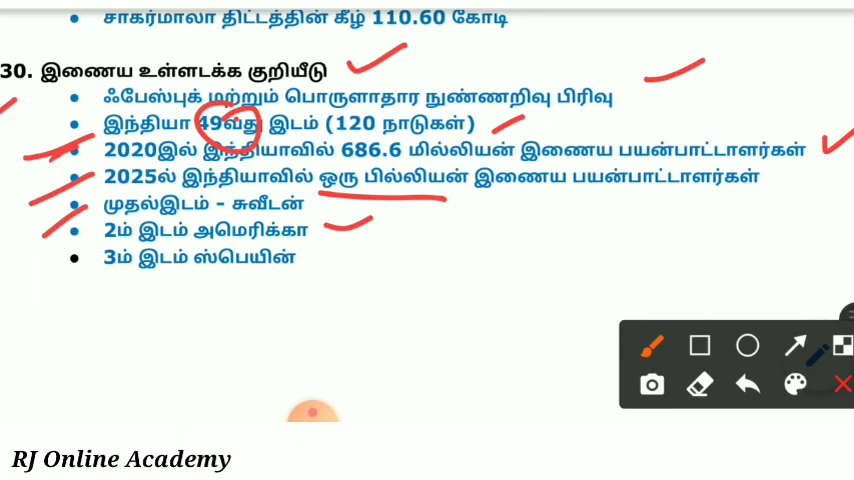 • சாகர்மாலா திட்டத்தின் கீழ் 110.60 கோடி
30. இணைய உள்ளடக்க குறியீடு
• ஃபேஸ்புக் மற்றும் பொருளாதார நுண்ணறிவு பிரிவு
• இந்தியா 49வது இடம் (120 நாடுகள்)
• 2020இல் இந்தியாவில் 686.6 மில்லியன் இணைய பயன்பாட்டாளர்கள்
• 2025ல் இந்தியாவில் ஒரு பில்லியன் இணைய பயன்பாட்டாளர்கள்
• முதல்இடம் – சுவீடன்
• 2ம் இடம் அமெரிக்கா
• 3ம் இடம் ஸ்பெயின்
RJ Online Academy